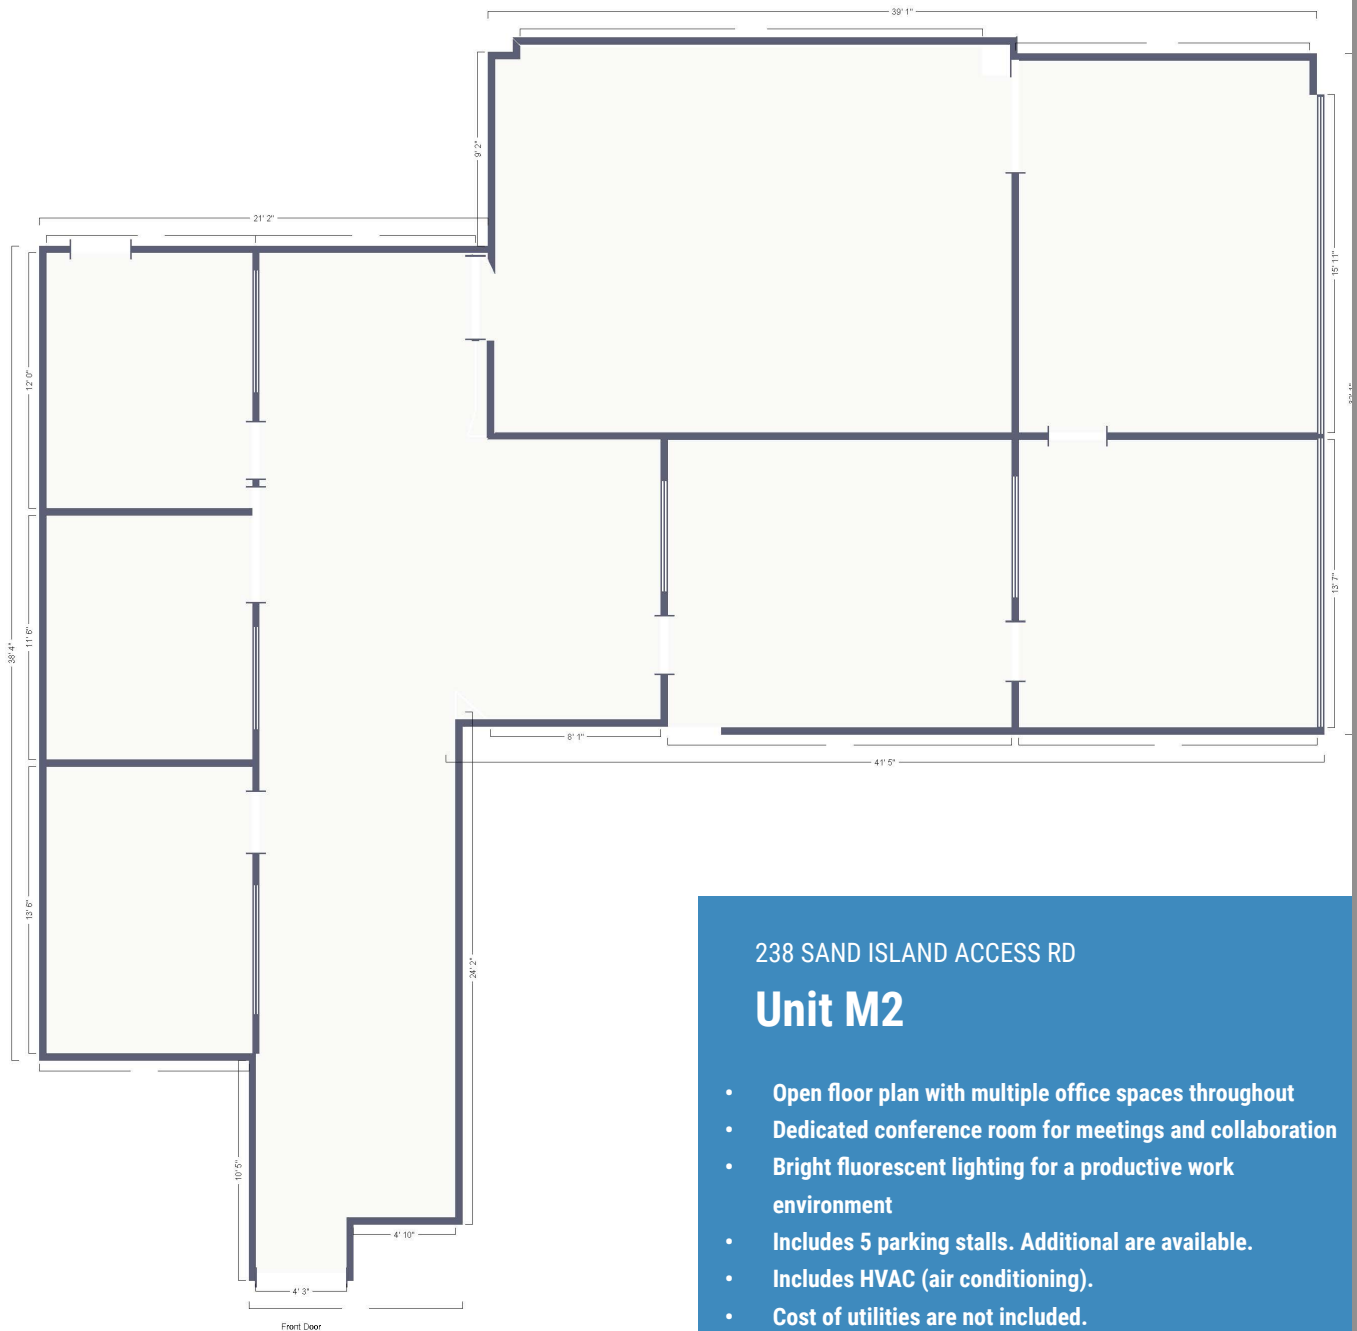 39' 1"
9' 2"
21' 2"
15' 11"
12' 0"
11' 6"
38' 4"
13' 7"
8' 1"
41' 5"
13' 6"
24' 2"
10' 5"
4' 10"
4' 3"
Front Door
238 SAND ISLAND ACCESS RD
Unit M2
• Open floor plan with multiple office spaces throughout
• Dedicated conference room for meetings and collaboration
• Bright fluorescent lighting for a productive work
environment
• Includes 5 parking stalls. Additional are available.
• Includes HVAC (air conditioning).
• Cost of utilities are not included.